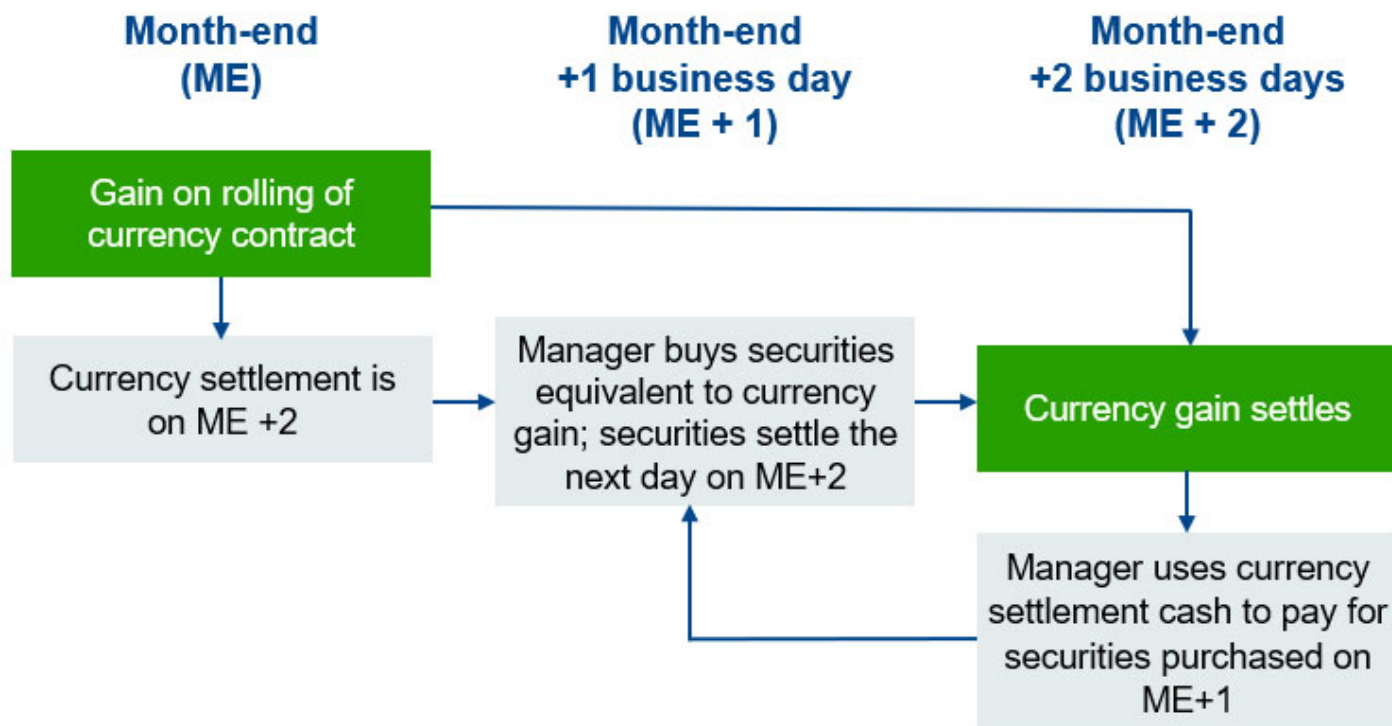 Month-end
(ME)
Month-end
+1 business day
(ME + 1)
Month-end
+2 business days
(ME + 2)
Gain on rolling of
currency contract
Currency settlement is
on ME +2
Manager buys securities
equivalent to currency
gain; securities settle the
next day on ME+2
Currency gain settles
Manager uses currency
settlement cash to pay for
securities purchased on
ME+1